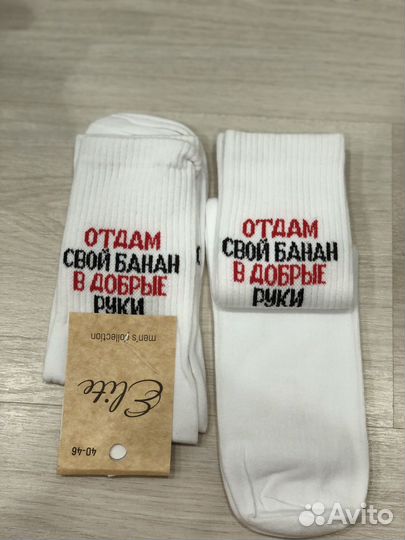 ОТДАМ
СВОЙ БАНАН
В ДОБРЫЕ
РУКИ
ОТДАМ
СВОЙ БАНАН
В ДОБРЫЕ
РУКИ
men's collection
Elite
40-46
Avito